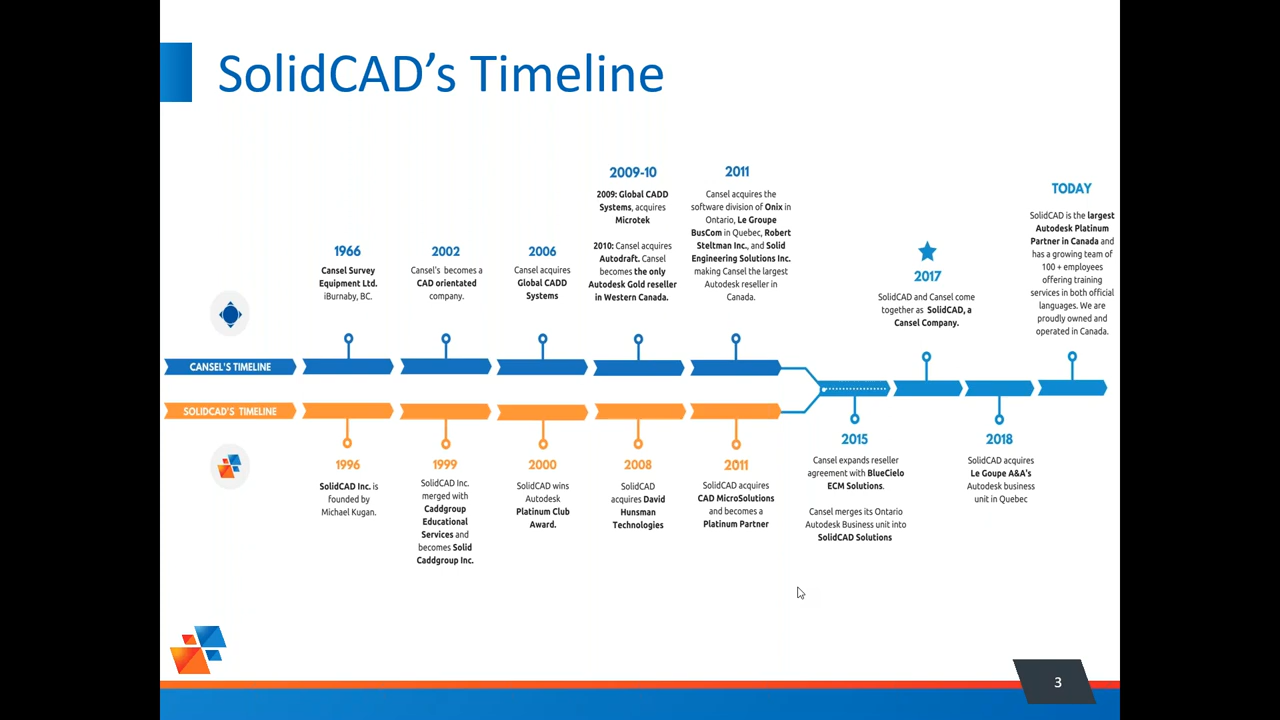 SolidCAD's Timeline
1966
Cansel Survey
Equipment Ltd.
iBurnaby, BC.
2002
Cansel's becomes a
CAD orientated
company.
2006
Cansel acquires
Global CADD
Systems
2009-10
2009: Global CADD
Systems, acquires
Microtek
2010: Cansel acquires
Autodraft. Cansel
becomes the only
Autodesk Gold reseller
in Western Canada.
2011
Cansel acquires the
software division of Onix in
Ontario, Le Groupe
BusCom in Quebec, Robert
Steltman Inc., and Solid
Engineering Solutions Inc.
making Cansel the largest
Autodesk reseller in
Canada.
2017
SolidCAD and Cansel come
together as SolidCAD, a
Cansel Company.
TODAY
SolidCAD is the largest
Autodesk Platinum
Partner in Canada and
has a growing team of
100 + employees
offering training
services in both official
languages. We are
proudly owned and
operated in Canada.
CANSEL'S TIMELINE
SOLIDCAD'S TIMELINE
1996
SolidCAD Inc. is
founded by
Michael Kugan.
1999
SolidCAD Inc.
merged with
Caddgroup
Educational
Services and
becomes Solid
Caddgroup Inc.
2000
SolidCAD wins
Autodesk
Platinum Club
Award.
2008
SolidCAD
acquires David
Hunsman
Technologies
2011
SolidCAD acquires
CAD MicroSolutions
and becomes a
Platinum Partner
2015
Cansel expands reseller
agreement with BlueCielo
ECM Solutions.
Cansel merges its Ontario
Autodesk Business unit into
SolidCAD Solutions
2018
SolidCAD acquires
Le Goupe A&A's
Autodesk business
unit in Quebec
3